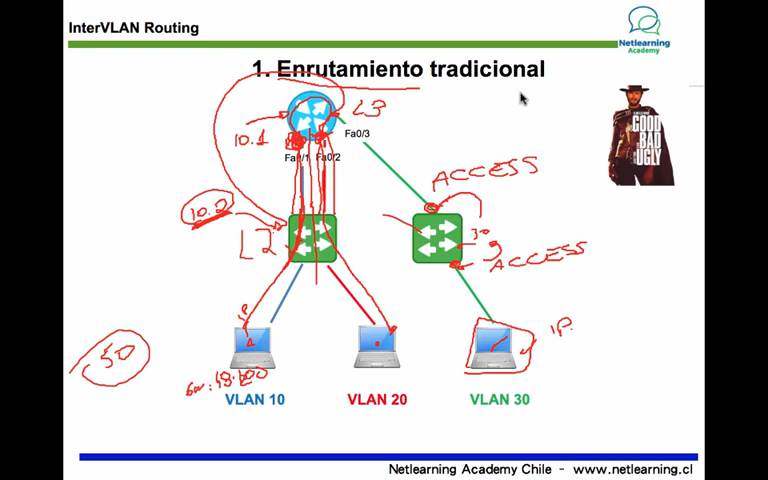 InterVLAN Routing
Netlearning
Academy
1. Enrutamiento tradicional
L3
10.1
Fa0/3
Fa0/2
THE
GOOD
BAD
UGLY
ACCESS
10.2
L2
30
ACCESS
IP
IP.
50
VLAN 10
VLAN 20
VLAN 30
Netlearning Academy Chile - www.netlearning.cl